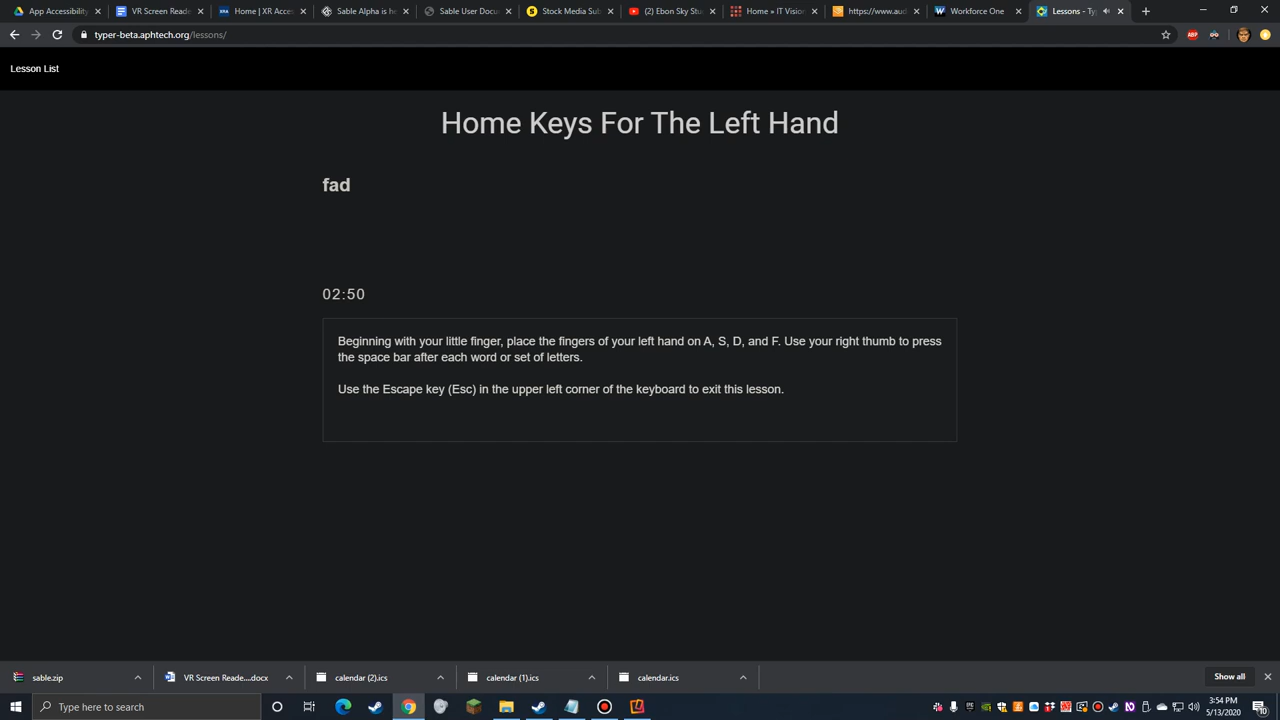 App Accessibility
VR Screen Reade
Home | XR Acces
Sable Alpha is he
Sable User Docu
Stock Media Sub
(2) Ebon Sky Stu
Home » IT Vision
https://www.aud
Workforce One
Lessons - Ty
typer-beta.aphtech.org/lessons/
ABP
Lesson List
Home Keys For The Left Hand
fad
02:50
Beginning with your little finger, place the fingers of your left hand on A, S, D, and F. Use your right thumb to press
the space bar after each word or set of letters.
Use the Escape key (Esc) in the upper left corner of the keyboard to exit this lesson.
sable.zip
VR Screen Reade....docx
calendar (2).ics
calendar (1).ics
calendar.ics
Show all
Type here to search
3:54 PM
5/13/2020
10